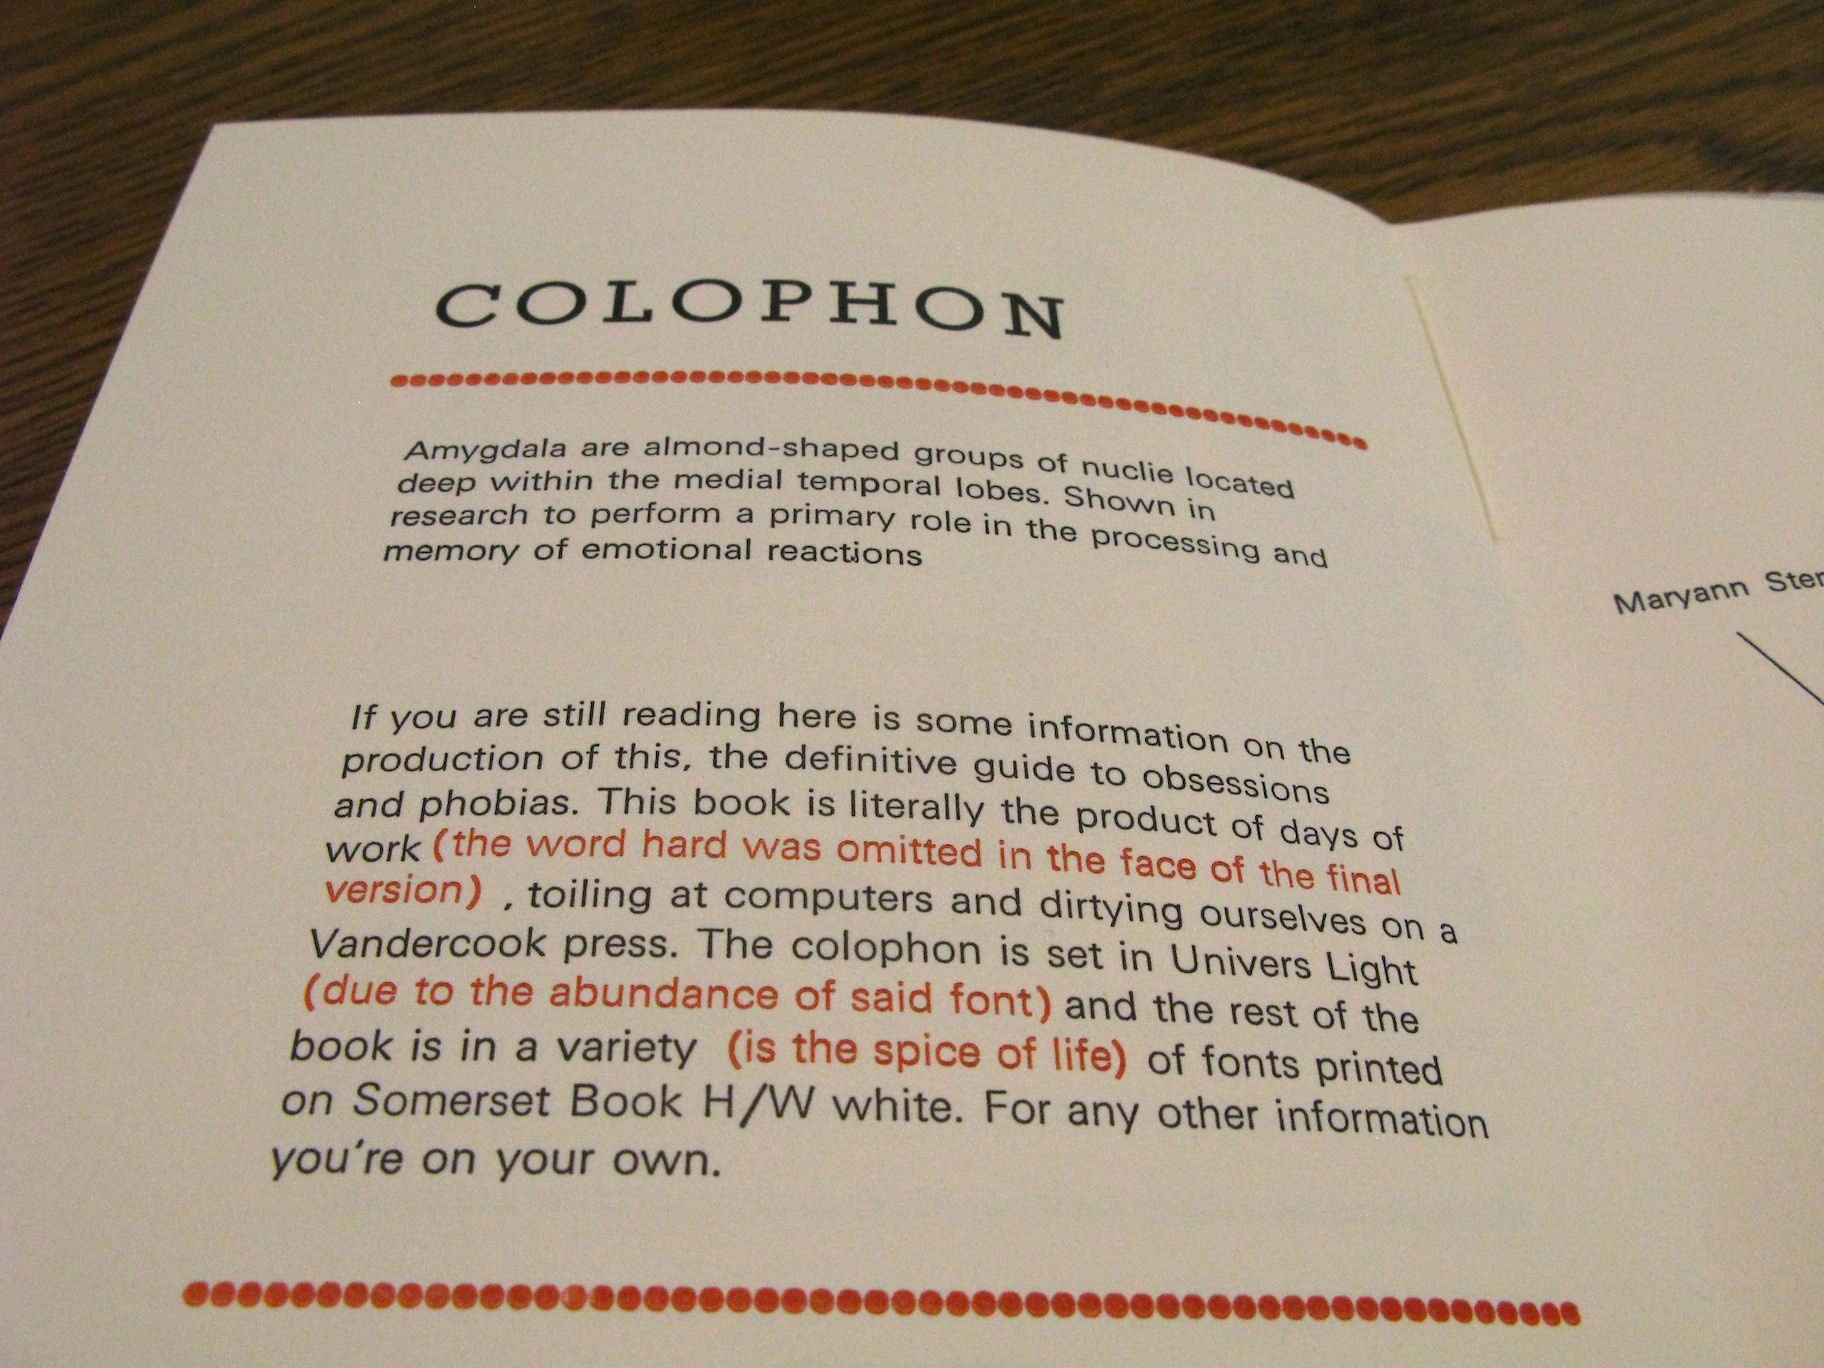 COLOPHON
Amygdala are almond-shaped groups of nuclie located
deep within the medial temporal lobes. Shown in
research to perform a primary role in the processing and
memory of emotional reactions
If you are still reading here is some information on the
production of this, the definitive guide to obsessions
and phobias. This book is literally the product of days of
work (the word hard was omitted in the face of the final
version) , toiling at computers and dirtying ourselves on a
Vandercook press. The colophon is set in Univers Light
(due to the abundance of said font) and the rest of the
book is in a variety (is the spice of life) of fonts printed
on Somerset Book H/W white. For any other information
you're on your own.
Maryann